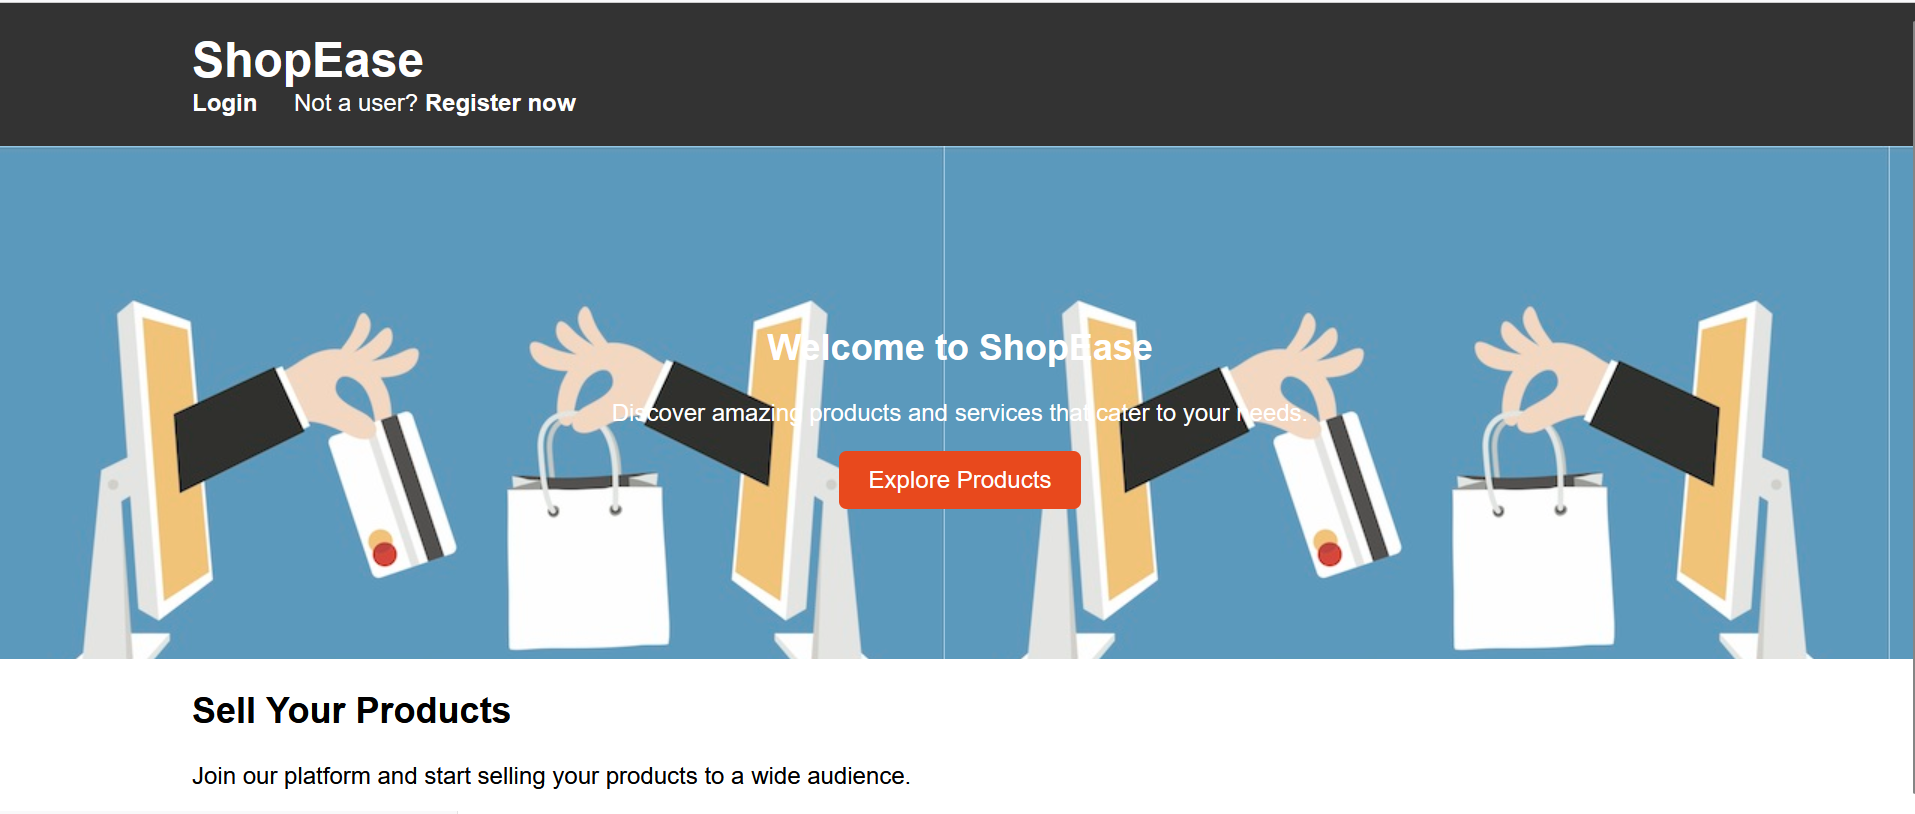 ShopEase
Login Not a user? Register now
Welcome to ShopEase
Discover amazing products and services that cater to your needs.
Explore Products
Sell Your Products
Join our platform and start selling your products to a wide audience.